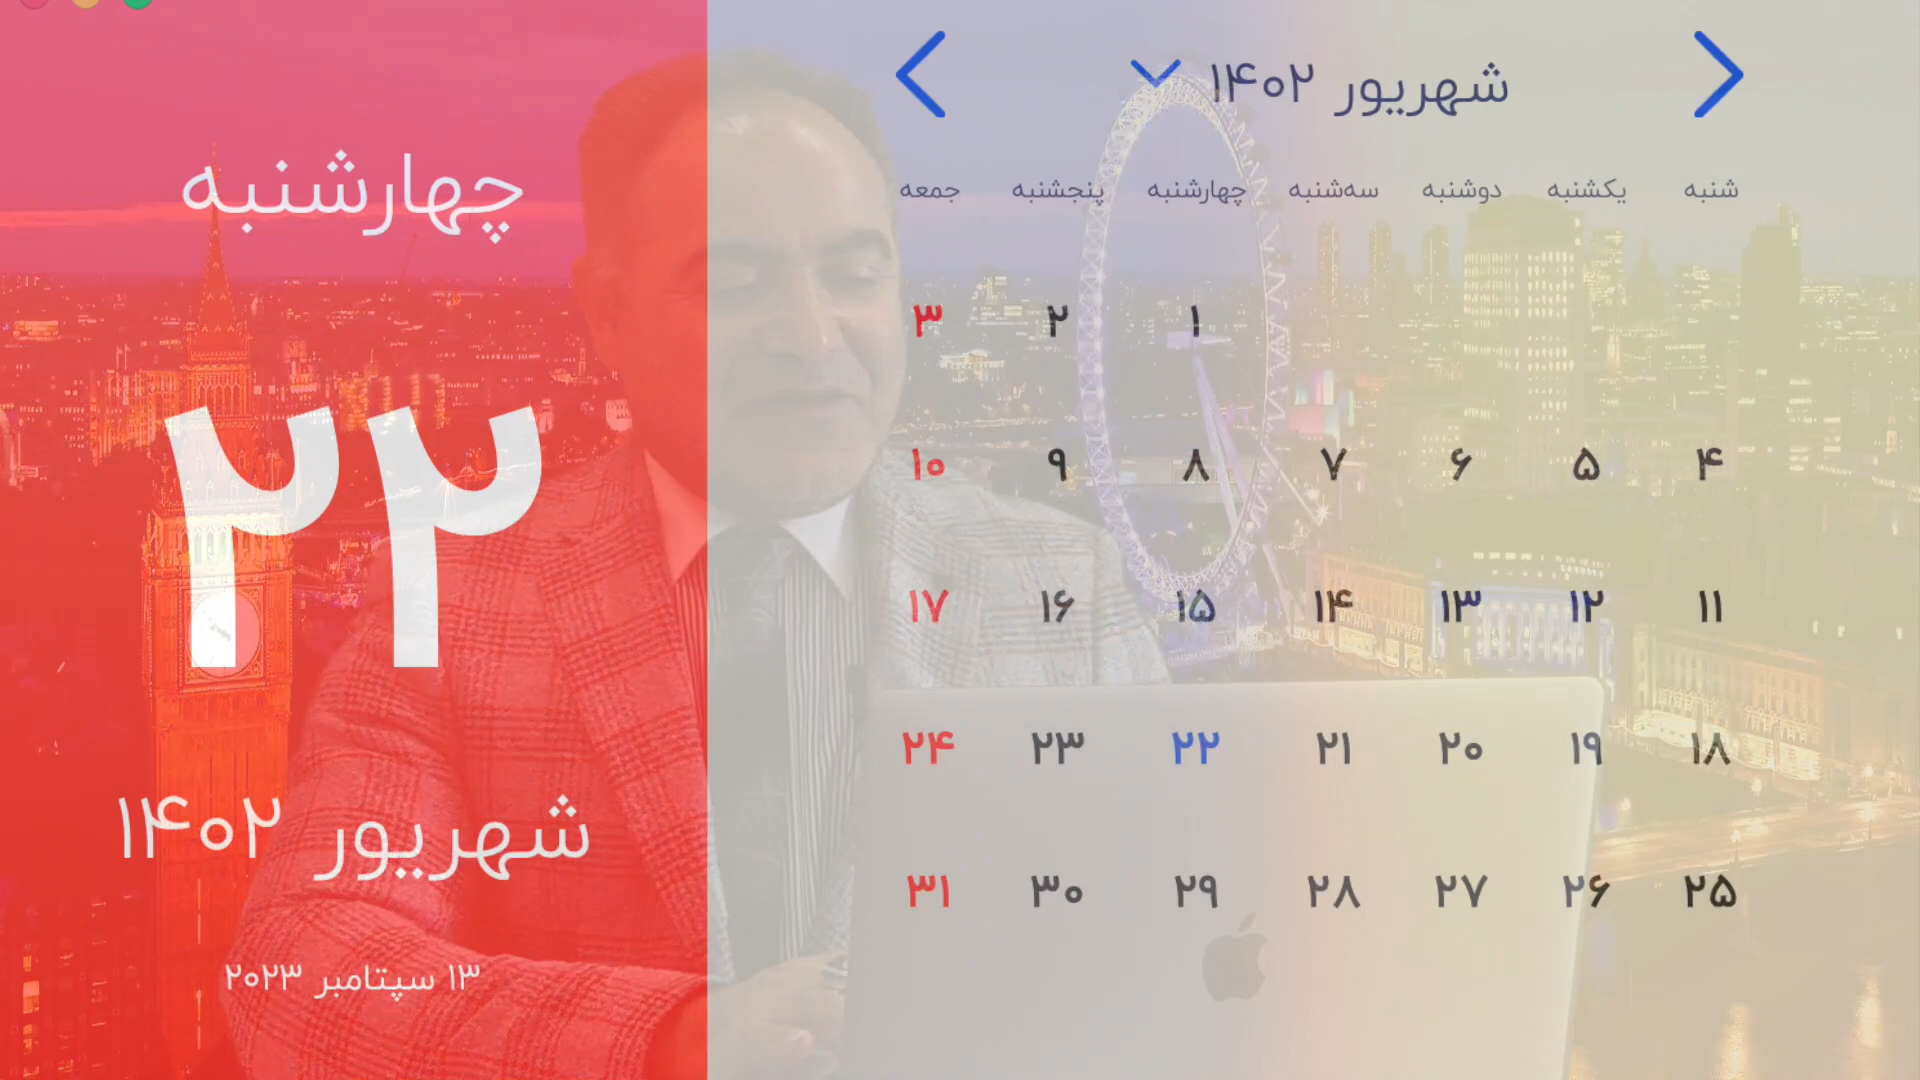 چهارشنبه
۲۲
شهریور ۱۴۰۲
۱۳ سپتامبر ۲۰۲۳
شهریور ۱۴۰۲
شنبه یکشنبه دوشنبه سه‌شنبه چهارشنبه پنجشنبه جمعه
۱ ۲ ۳
۴ ۵ ۶ ۷ ۸ ۹ ۱۰
۱۱ ۱۲ ۱۳ ۱۴ ۱۵ ۱۶ ۱۷
۱۸ ۱۹ ۲۰ ۲۱ ۲۲ ۲۳ ۲۴
۲۵ ۲۶ ۲۷ ۲۸ ۲۹ ۳۰ ۳۱